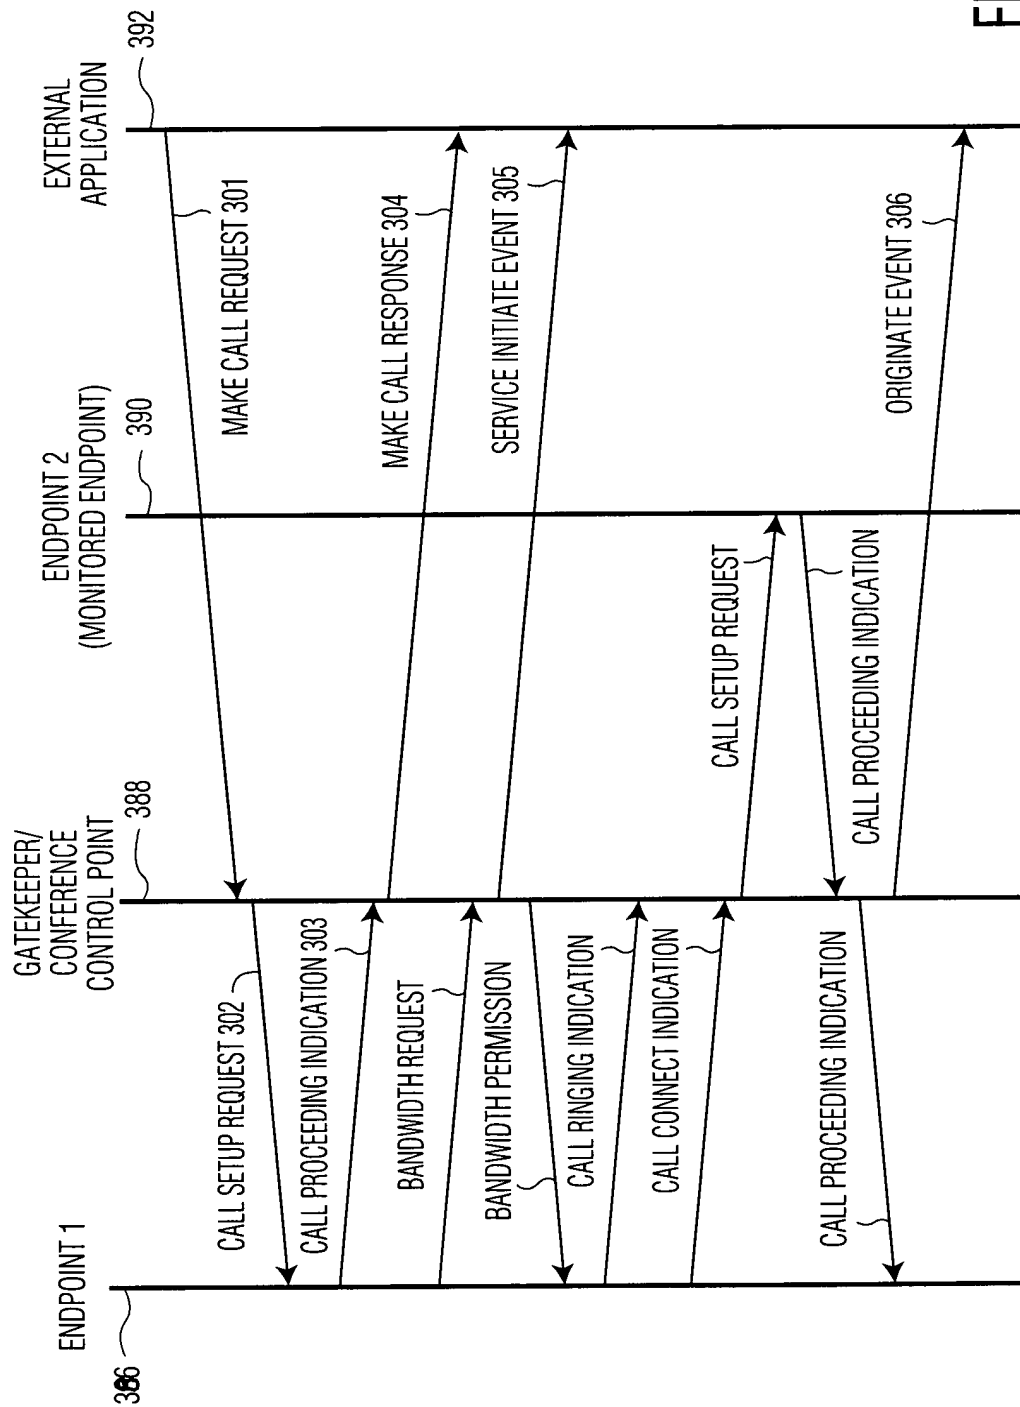 ENDPOINT 1
GATEKEEPER/
CONFERENCE
CONTROL POINT
388
ENDPOINT 2
(MONITORED ENDPOINT)
390
EXTERNAL
APPLICATION
392
MAKE CALL REQUEST 301
CALL SETUP REQUEST 302
CALL PROCEEDING INDICATION 303
MAKE CALL RESPONSE 304
BANDWIDTH REQUEST
SERVICE INITIATE EVENT 305
BANDWIDTH PERMISSION
CALL RINGING INDICATION
CALL CONNECT INDICATION
CALL SETUP REQUEST
CALL PROCEEDING INDICATION
CALL PROCEEDING INDICATION
ORIGINATE EVENT 306